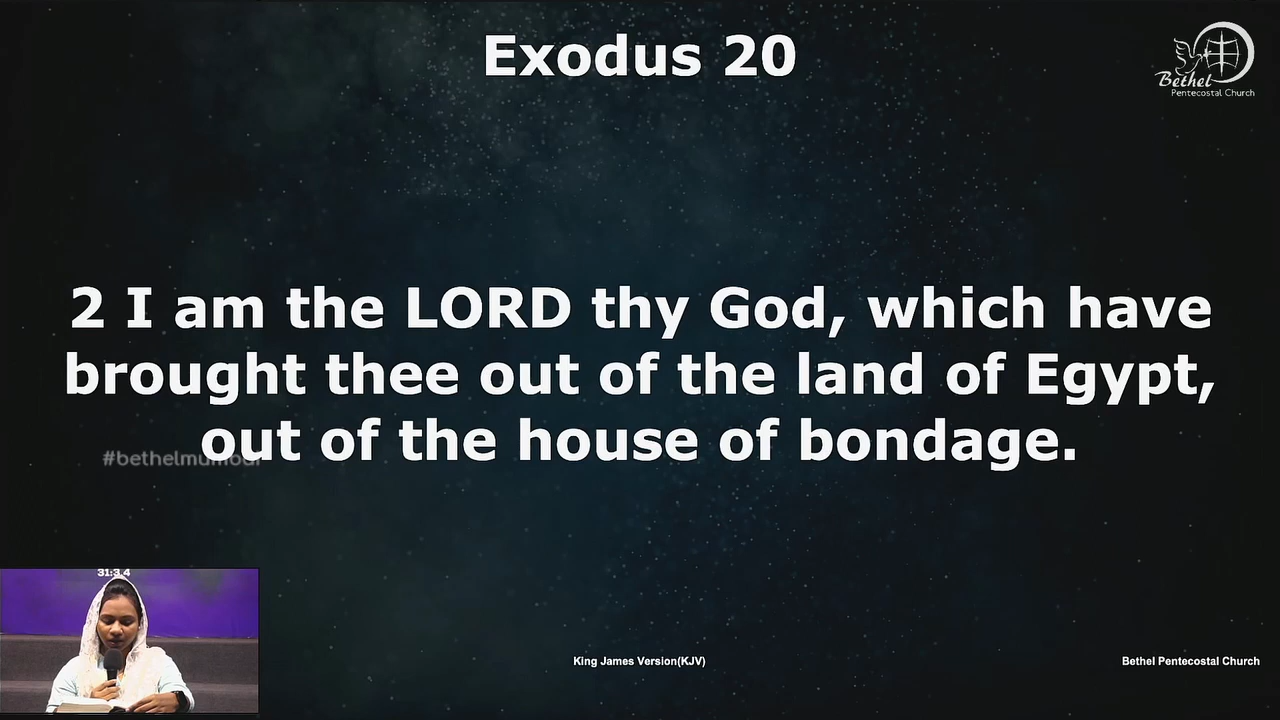 Exodus 20
Bethel
Pentecostal Church
2 I am the LORD thy God, which have
brought thee out of the land of Egypt,
out of the house of bondage.
31:3,4
King James Version(KJV)
Bethel Pentecostal Church